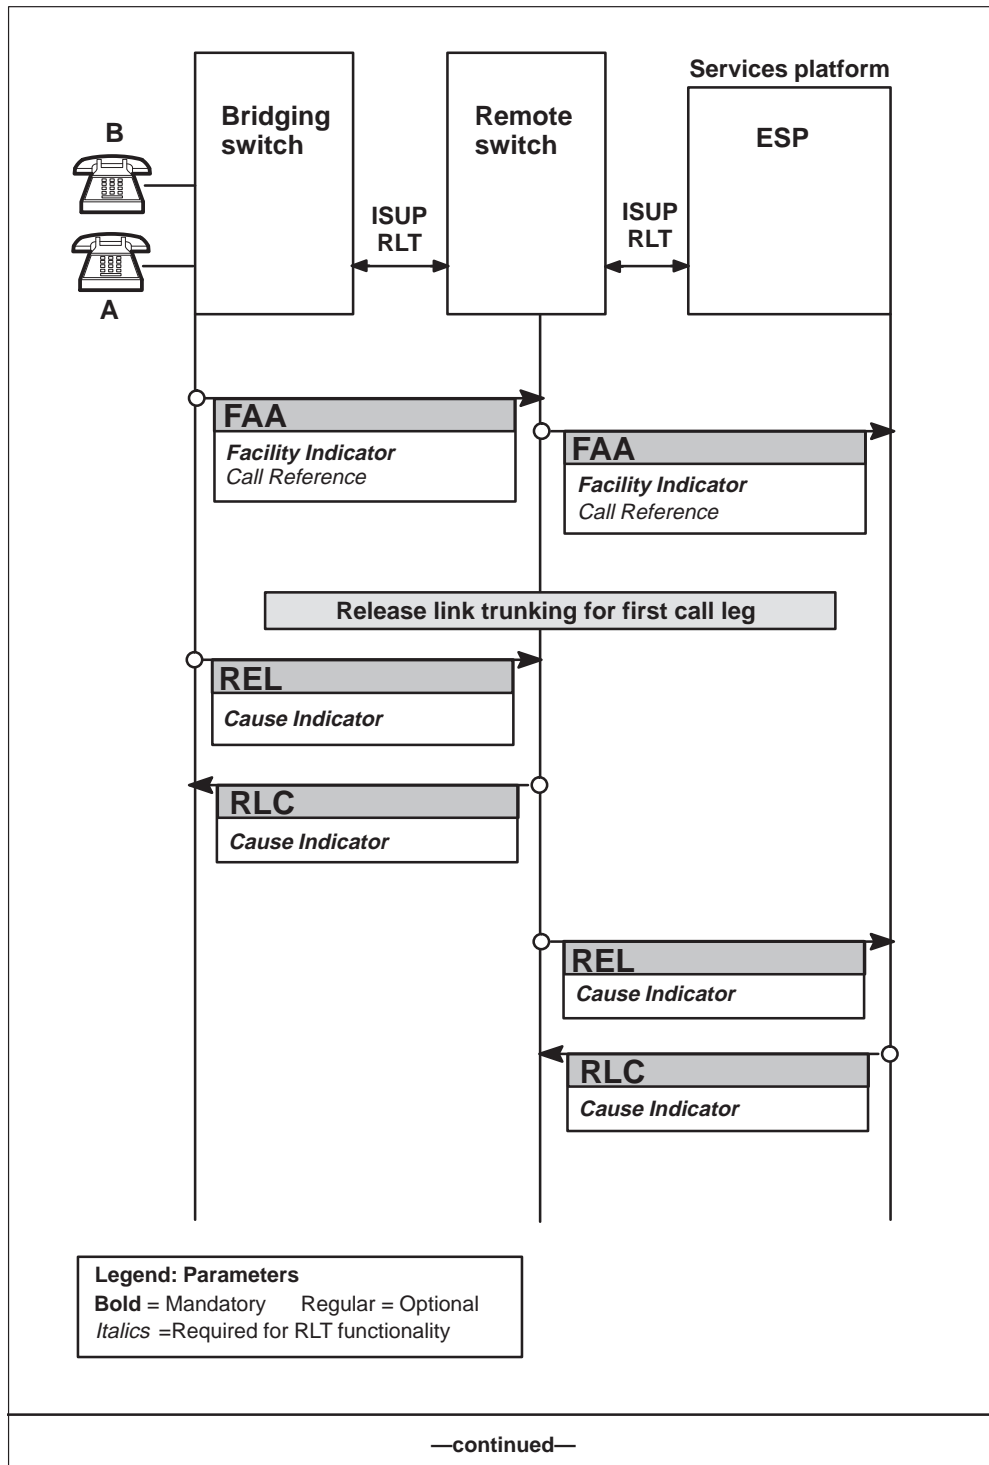 Services platform
Bridging
switch
Remote
switch
ESP
B
A
ISUP
RLT
ISUP
RLT
FAA
Facility Indicator
Call Reference
FAA
Facility Indicator
Call Reference
Release link trunking for first call leg
REL
Cause Indicator
RLC
Cause Indicator
REL
Cause Indicator
RLC
Cause Indicator
Legend: Parameters
Bold = Mandatory Regular = Optional
Italics =Required for RLT functionality
—continued—